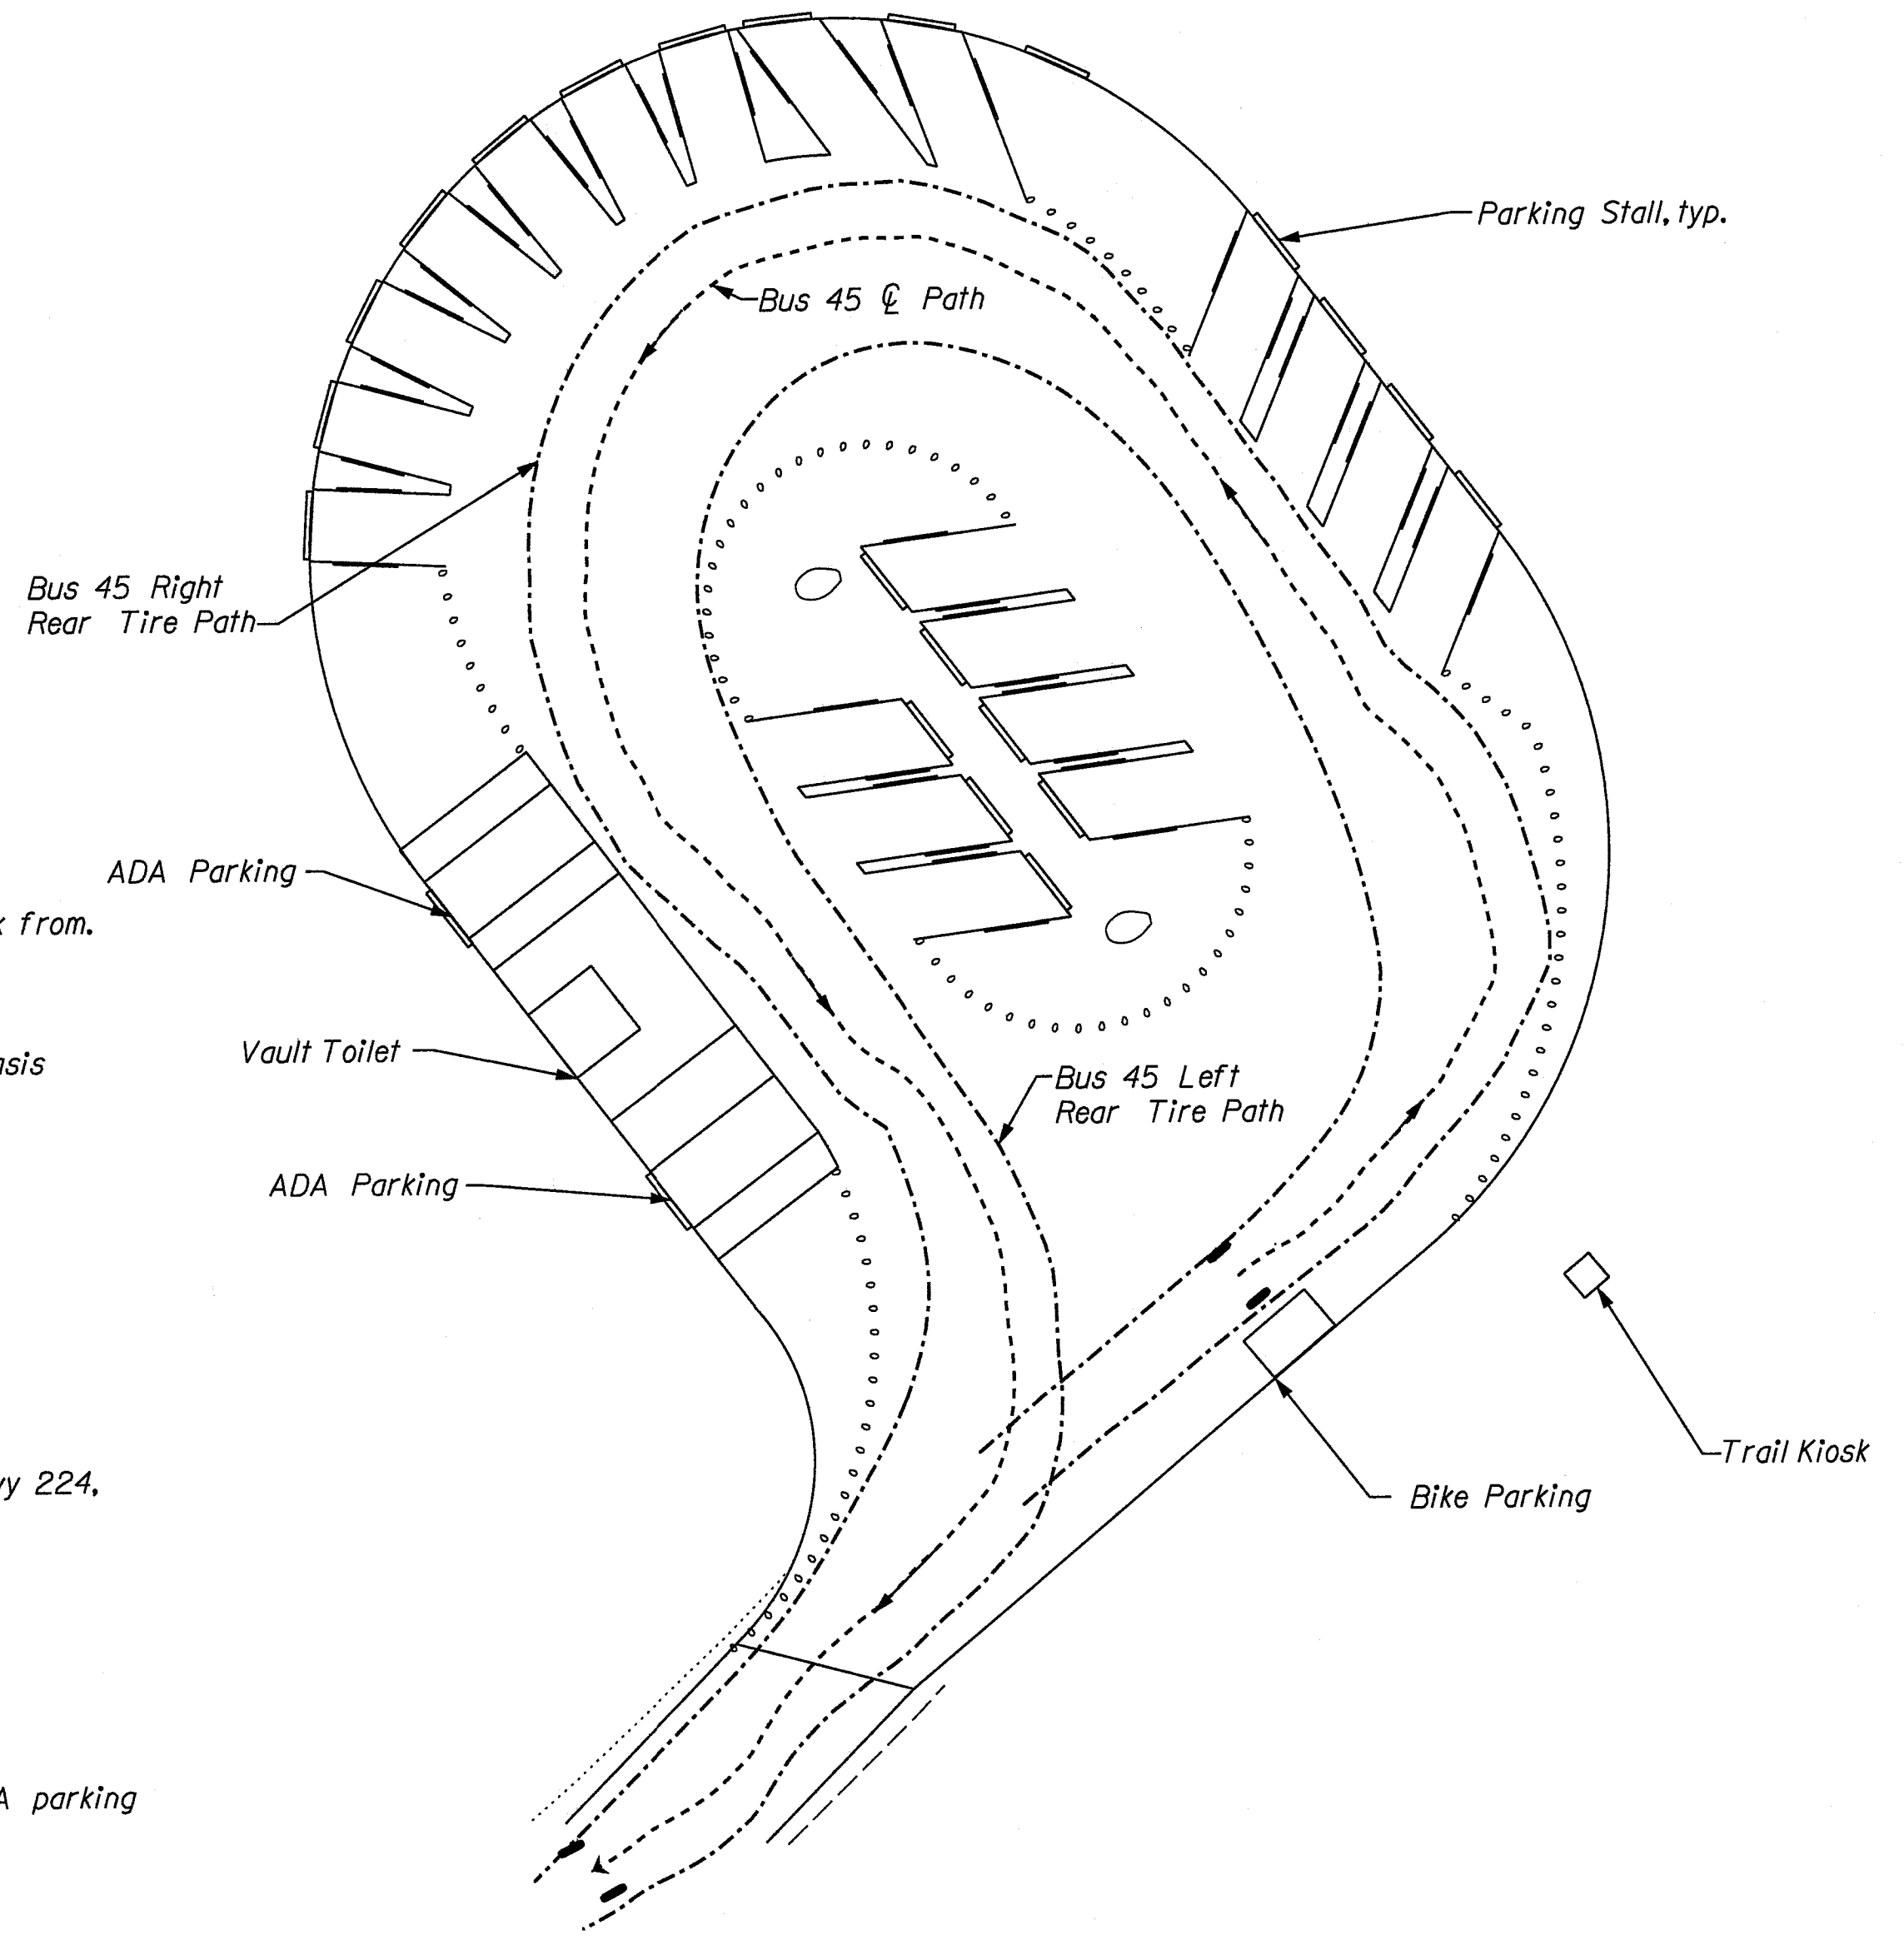 Parking Stall, typ.
Bus 45 ℄ Path
Bus 45 Right
Rear Tire Path
ADA Parking
from.
Vault Toilet
Bus 45 Left
Rear Tire Path
ADA Parking
Trail Kiosk
224,
Bike Parking
parking